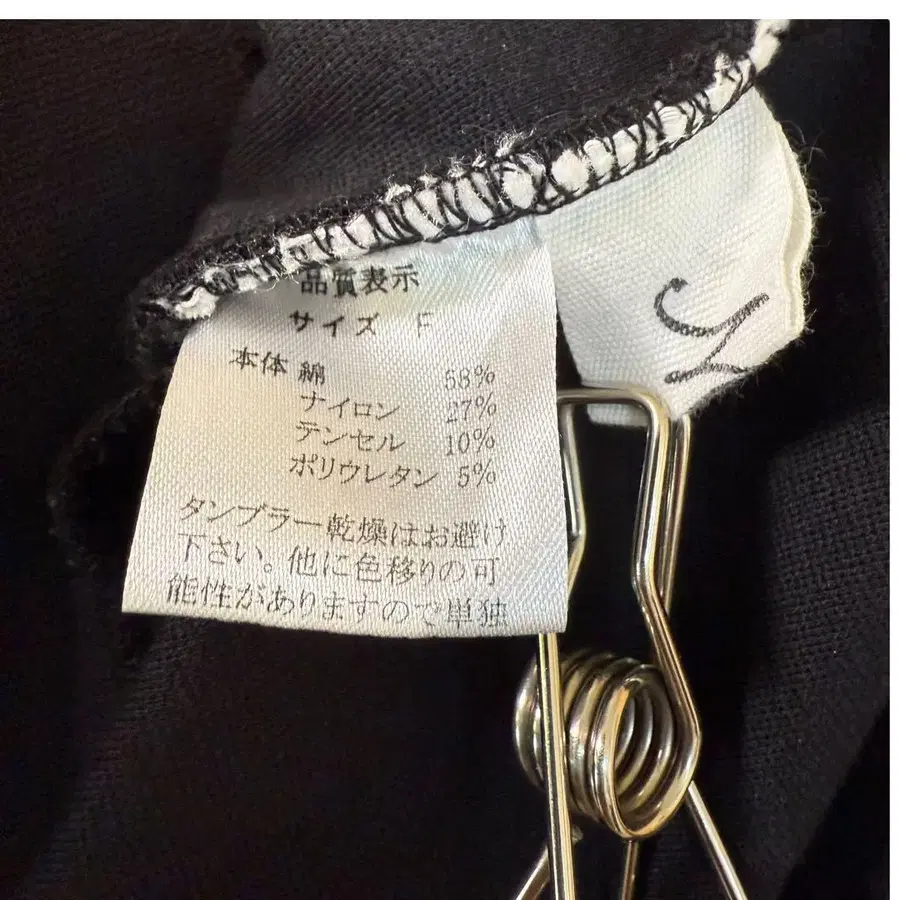 品質表示
サイズ F
本体 綿 58%
ナイロン 27%
テンセル 10%
ポリウレタン 5%
タンブラー乾燥はお避け
下さい。他に色移りの可
能性がありますので単独